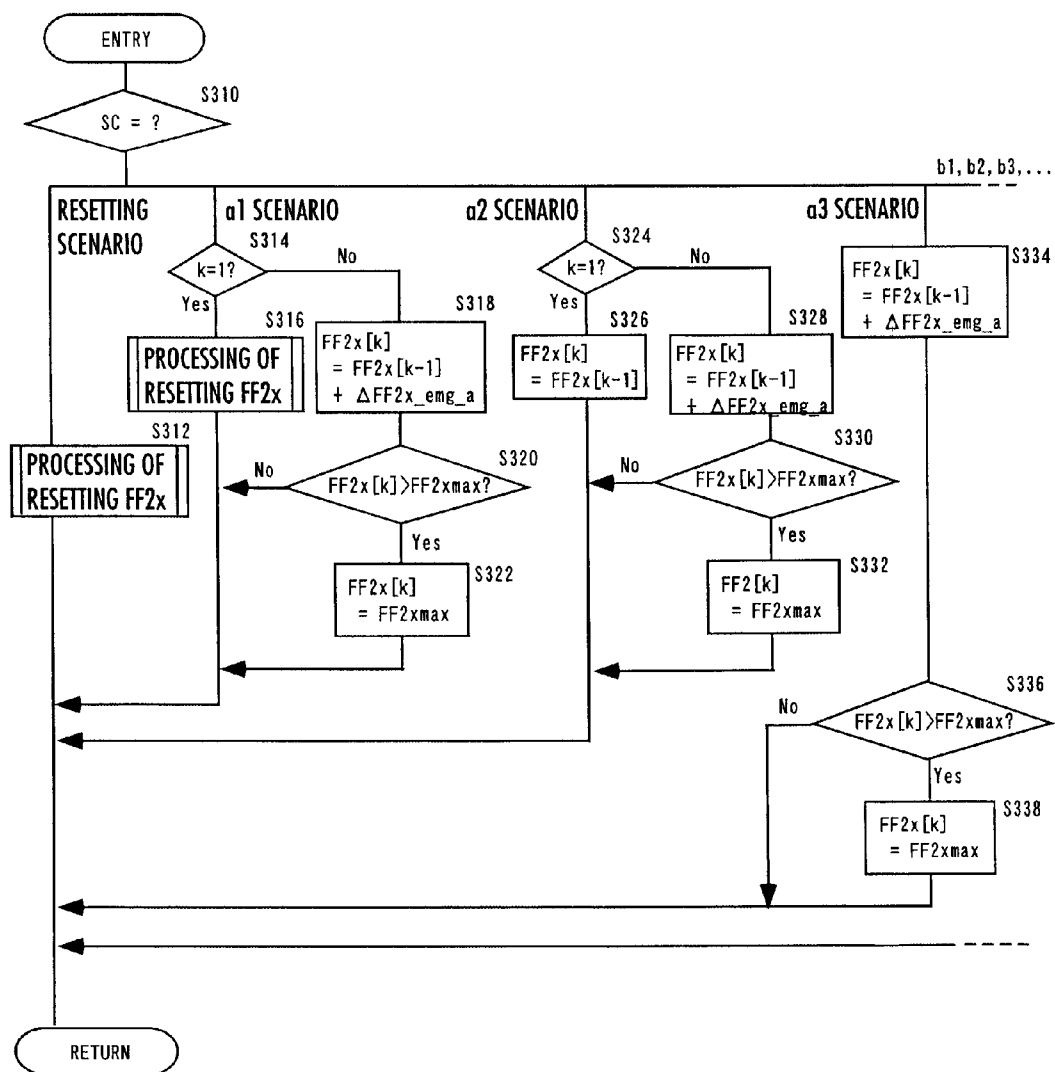 ENTRY
S310
SC = ?
b1, b2, b3, ...
RESETTING
SCENARIO
a1 SCENARIO
S314
k=1?
No
Yes
S316
PROCESSING OF
RESETTING FF2x
S318
FF2x[k]
= FF2x[k-1]
+ ΔFF2x_emg_a
S312
PROCESSING OF
RESETTING FF2x
S320
No
FF2x[k]>FF2xmax?
Yes
S322
FF2x[k]
= FF2xmax
a2 SCENARIO
S324
k=1?
No
Yes
S326
FF2x[k]
= FF2x[k-1]
S328
FF2x[k]
= FF2x[k-1]
+ ΔFF2x_emg_a
S330
No
FF2x[k]>FF2xmax?
Yes
S332
FF2[k]
= FF2xmax
a3 SCENARIO
S334
FF2x[k]
= FF2x[k-1]
+ ΔFF2x_emg_a
S336
No
FF2x[k]>FF2xmax?
Yes
S338
FF2x[k]
= FF2xmax
RETURN